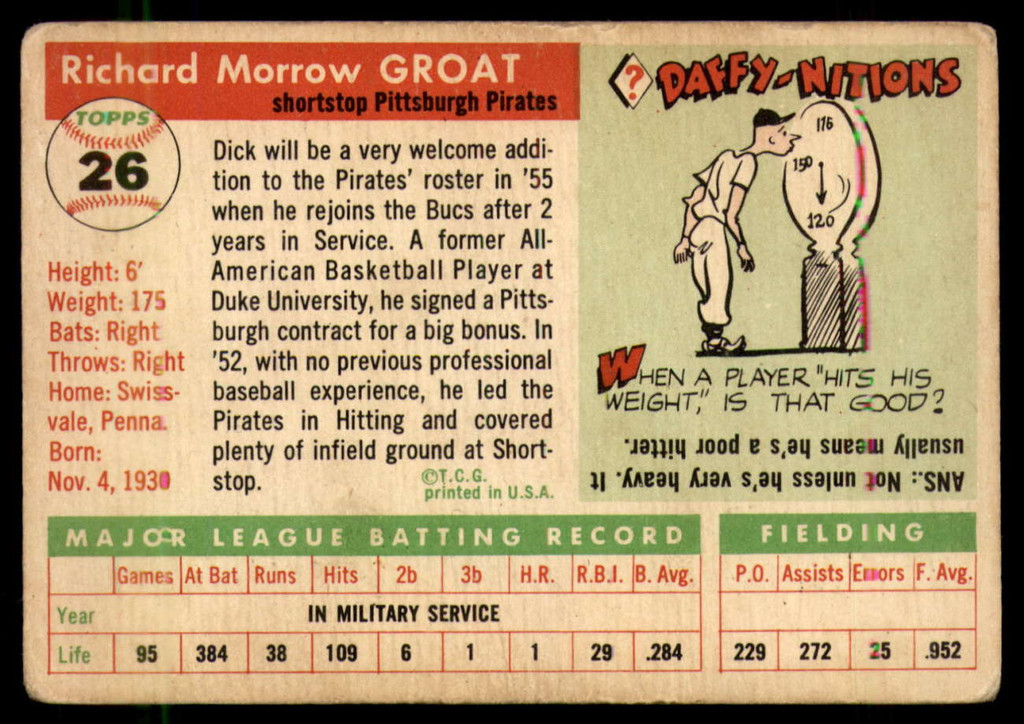 Richard Morrow GROAT
shortstop Pittsburgh Pirates
TOPPS
26
Height: 6'
Weight: 175
Bats: Right
Throws: Right
Home: Swiss-
vale, Penna.
Born:
Nov. 4, 1930
Dick will be a very welcome addi-
tion to the Pirates' roster in '55
when he rejoins the Bucs after 2
years in Service. A former All-
American Basketball Player at
Duke University, he signed a Pitts-
burgh contract for a big bonus. In
'52, with no previous professional
baseball experience, he led the
Pirates in Hitting and covered
plenty of infield ground at Short-
stop.
©T.C.G.
printed in U.S.A.
? DAFFY-NITIONS
176
150
120
WHEN A PLAYER "HITS HIS
WEIGHT," IS THAT GOOD?
ANS.: Not unless he's very heavy. It
usually means he's a poor hitter.
MAJOR LEAGUE BATTING RECORD
Games At Bat Runs Hits 2b 3b H.R. R.B.I. B. Avg.
Year IN MILITARY SERVICE
Life 95 384 38 109 6 1 1 29 .284
FIELDING
P.O. Assists Errors F. Avg.
229 272 25 .952